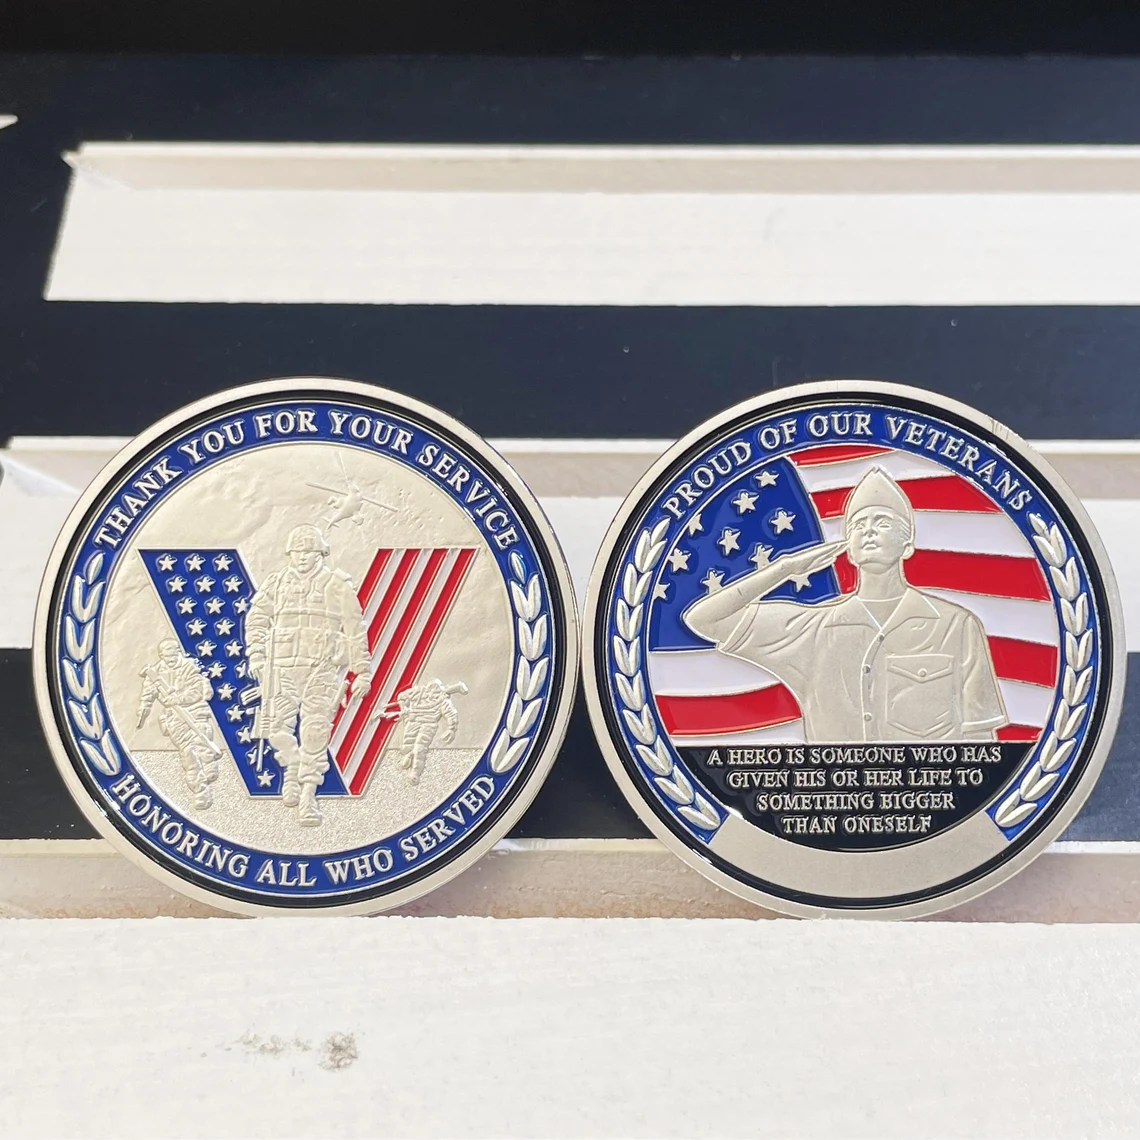 THANK YOU FOR YOUR SERVICE
HONORING ALL WHO SERVED
PROUD OF OUR VETERANS
A HERO IS SOMEONE WHO HAS
GIVEN HIS OR HER LIFE TO
SOMETHING BIGGER
THAN ONESELF